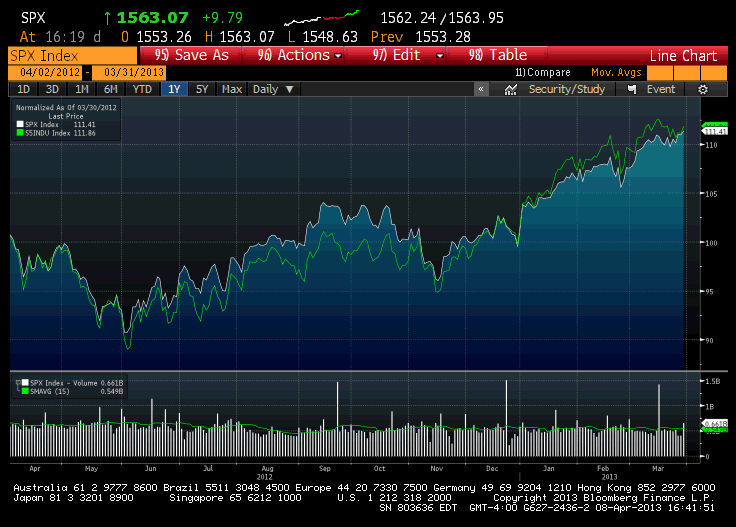 SPX ↑ 1563.07 +9.79 1562.24/1563.95
At 16:19 d O 1553.26 H 1563.07 L 1548.63 Prev 1553.28
SPX Index 95) Save As 96) Actions 97) Edit 98) Table Line Chart
04/02/2012 - 03/31/2013 11)Compare Mov. Avgs
1D 3D 1M 6M YTD 1Y 5Y Max Daily ▼ « Security/Study Event
Normalized As Of 03/30/2012
Last Price
SPX Index 111.41
S5INDU Index 111.86
111.41
110
105
100
95
90
SPX Index - Volume 0.661B
SMAVG (15) 0.549B
1.5B
1B
0.661B
0
Apr May Jun Jul Aug Sep Oct Nov Dec Jan Feb Mar
2012 2013
Australia 61 2 9777 8600 Brazil 5511 3048 4500 Europe 44 20 7330 7500 Germany 49 69 9204 1210 Hong Kong 852 2977 6000
Japan 81 3 3201 8900 Singapore 65 6212 1000 U.S. 1 212 318 2000 Copyright 2013 Bloomberg Finance L.P.
SN 803636 EDT GMT-4:00 G627-2436-2 08-Apr-2013 16:41:51